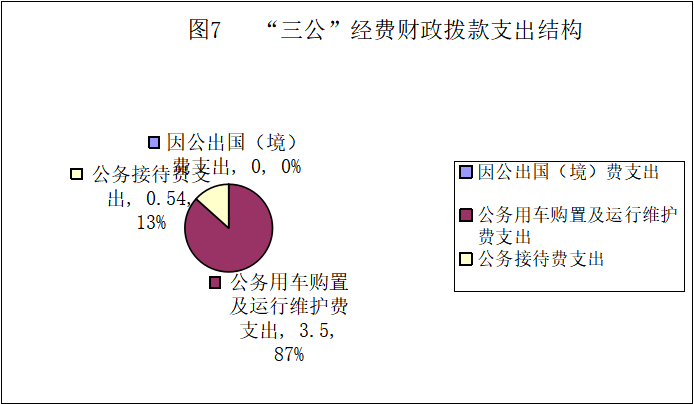 图7 “三公”经费财政拨款支出结构
因公出国（境）
费支出, 0, 0%
公务接待费支
出, 0.54,
13%
公务用车购置
及运行维护费
支出, 3.5,
87%
因公出国（境）费支出
公务用车购置及运行维护
费支出
公务接待费支出